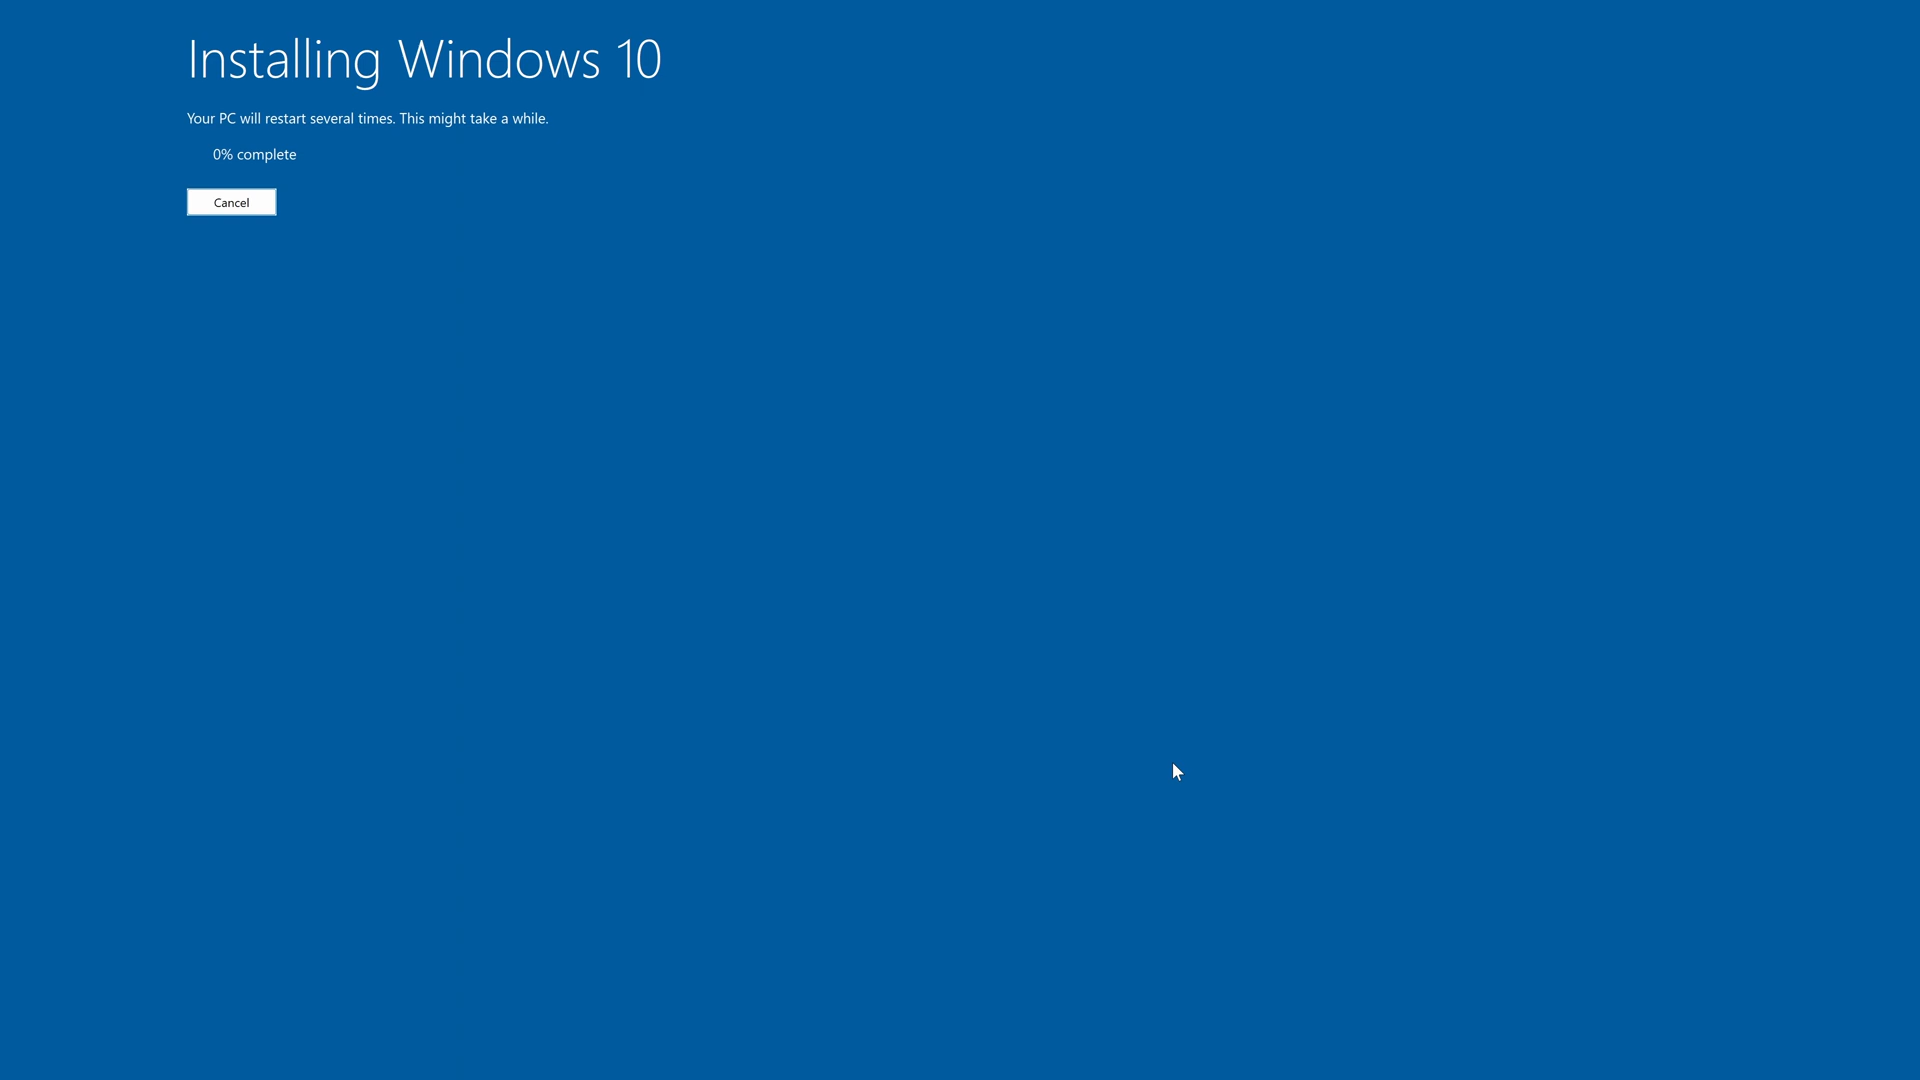 Installing Windows 10
Your PC will restart several times. This might take a while.
0% complete
Cancel